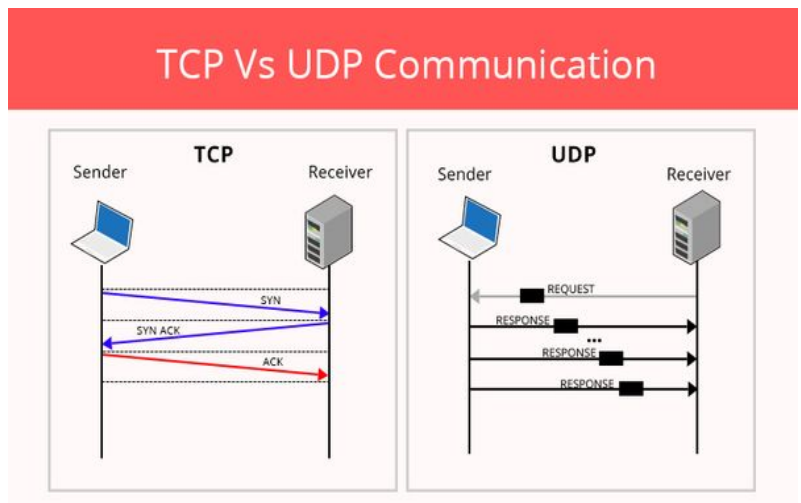 TCP Vs UDP Communication
TCP
Sender
Receiver
SYN
SYN ACK
ACK
UDP
Sender
Receiver
REQUEST
RESPONSE
...
RESPONSE
RESPONSE